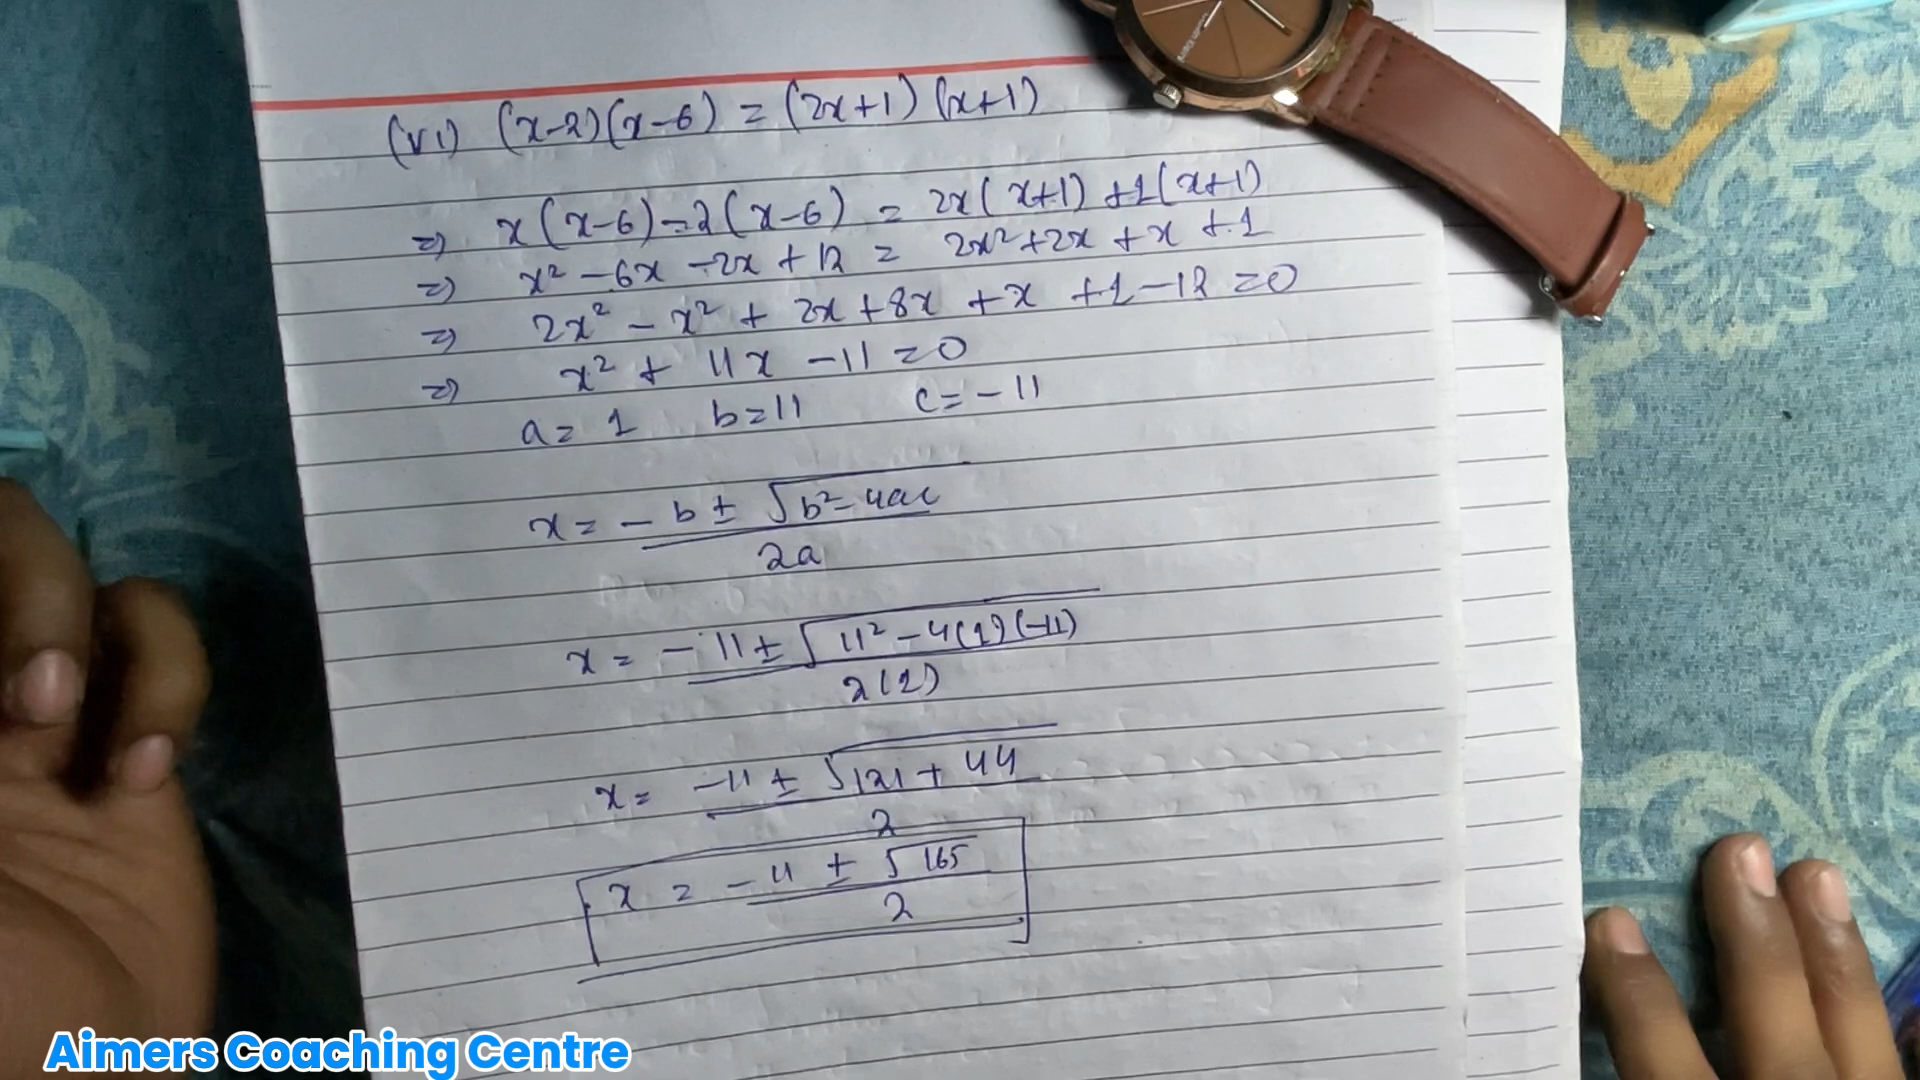 (VI) (x-2)(x-6) = (2x+1)(x+1)
⇒ x(x-6)-2(x-6) = 2x(x+1)+1(x+1)
⇒ x² - 6x - 2x + 12 = 2x² + 2x + x + 1
⇒ 2x² - x² + 2x + 8x + x + 1 - 12 = 0
⇒ x² + 11x - 11 = 0
a = 1 b = 11 c = -11
x = -b ± √b² - 4ac
2a
x = -11 ± √11² - 4(1)(-11)
2(1)
x = -11 ± √121 + 44
2
x = -11 ± √165
2
Aimers Coaching Centre